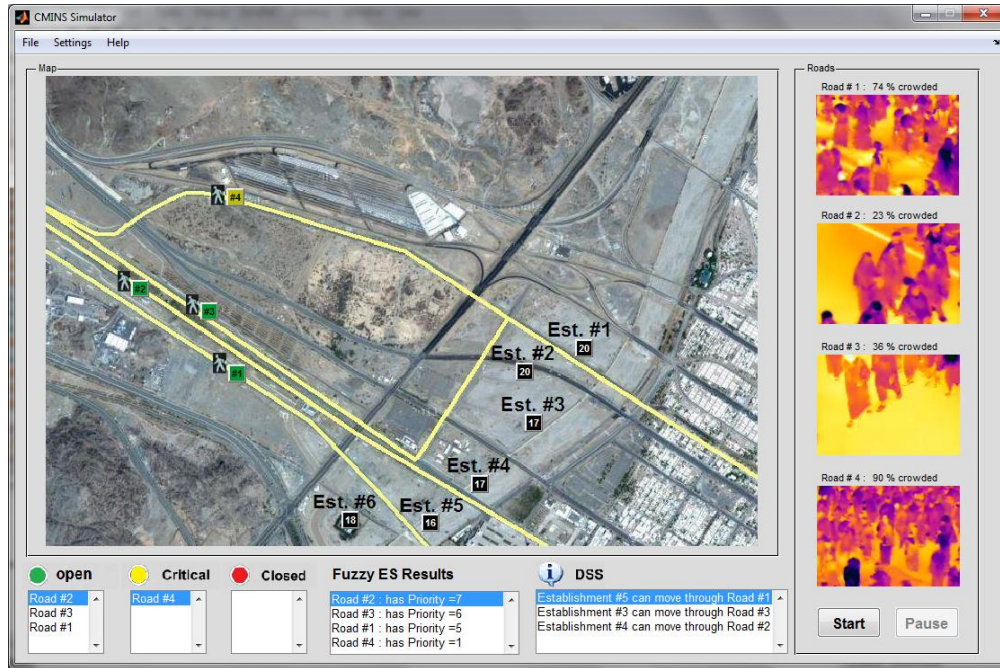 CMINS Simulator
File Settings Help
Map
#4
#2
#3
#1
Est. #1
20
Est. #2
20
Est. #3
17
Est. #4
17
Est. #5
16
Est. #6
18
Roads
Road # 1 : 74 % crowded
Road # 2 : 23 % crowded
Road # 3 : 36 % crowded
Road # 4 : 90 % crowded
open
Road #2
Road #3
Road #1
Critical
Road #4
Closed
Fuzzy ES Results
Road #2 : has Priority =7
Road #3 : has Priority =6
Road #1 : has Priority =5
Road #4 : has Priority =1
DSS
Establishment #5 can move through Road #1
Establishment #3 can move through Road #3
Establishment #4 can move through Road #2
Start
Pause